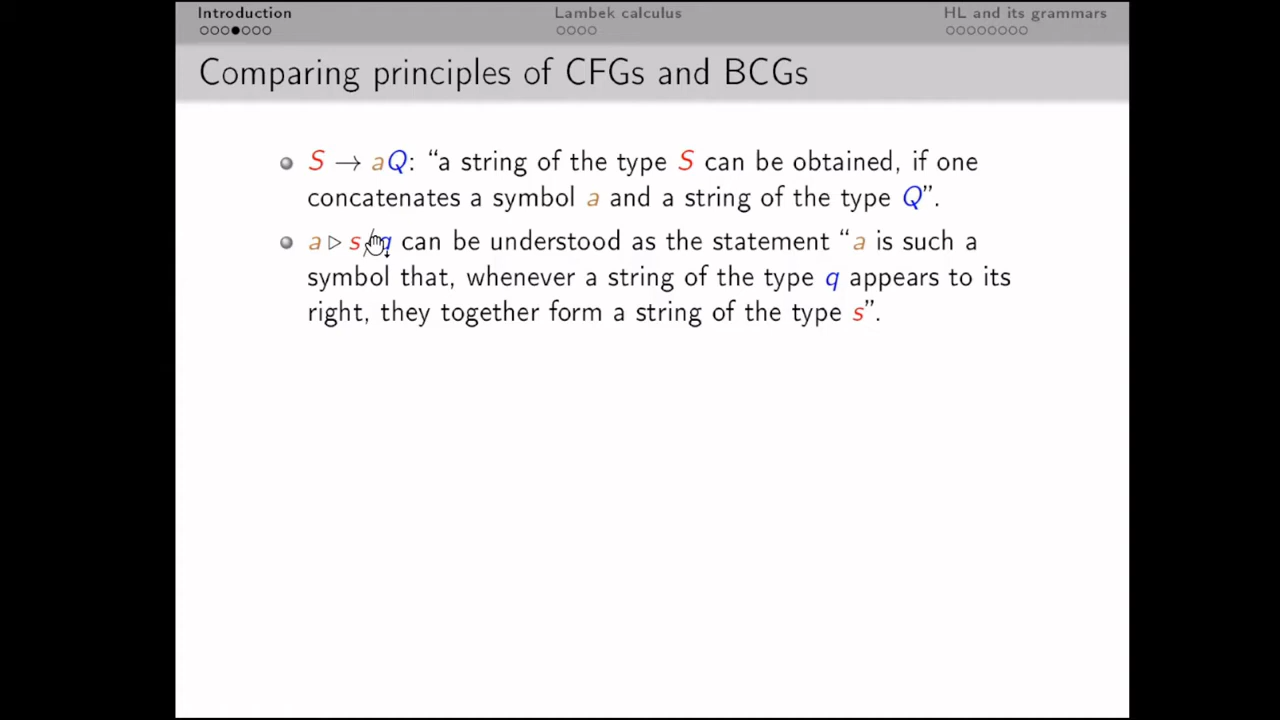 Introduction Lambek calculus HL and its grammars
Comparing principles of CFGs and BCGs
S → aQ: “a string of the type S can be obtained, if one
concatenates a symbol a and a string of the type Q”.
a ▷ s/q can be understood as the statement “a is such a
symbol that, whenever a string of the type q appears to its
right, they together form a string of the type s”.